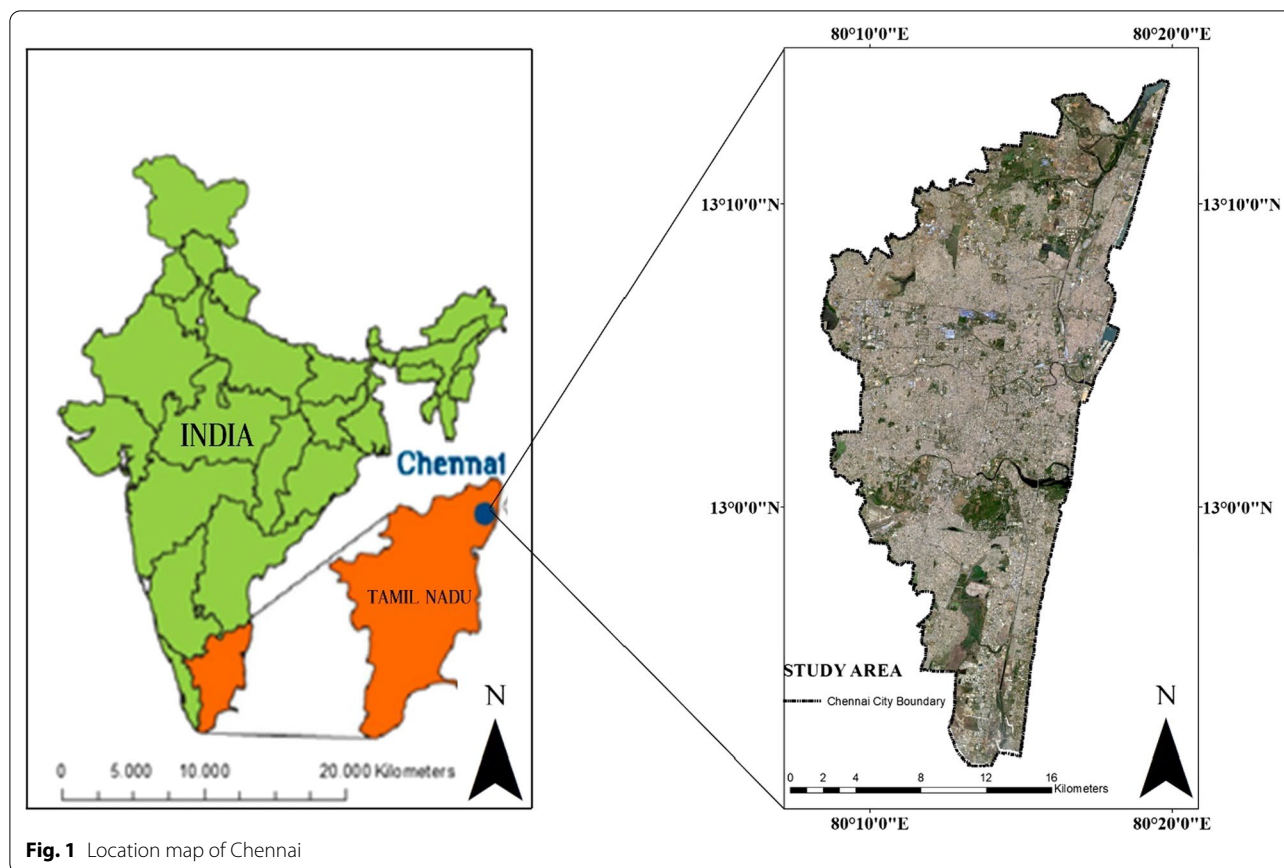 80°10'0"E
80°20'0"E
13°10'0"N
13°10'0"N
INDIA
Chennai
13°0'0"N
13°0'0"N
TAMIL NADU
STUDY AREA
Chennai City Boundary
N
N
0 5.000 10.000 20.000 Kilometers
0 2 4 8 12 16
Kilometers
80°10'0"E
80°20'0"E
Fig. 1 Location map of Chennai